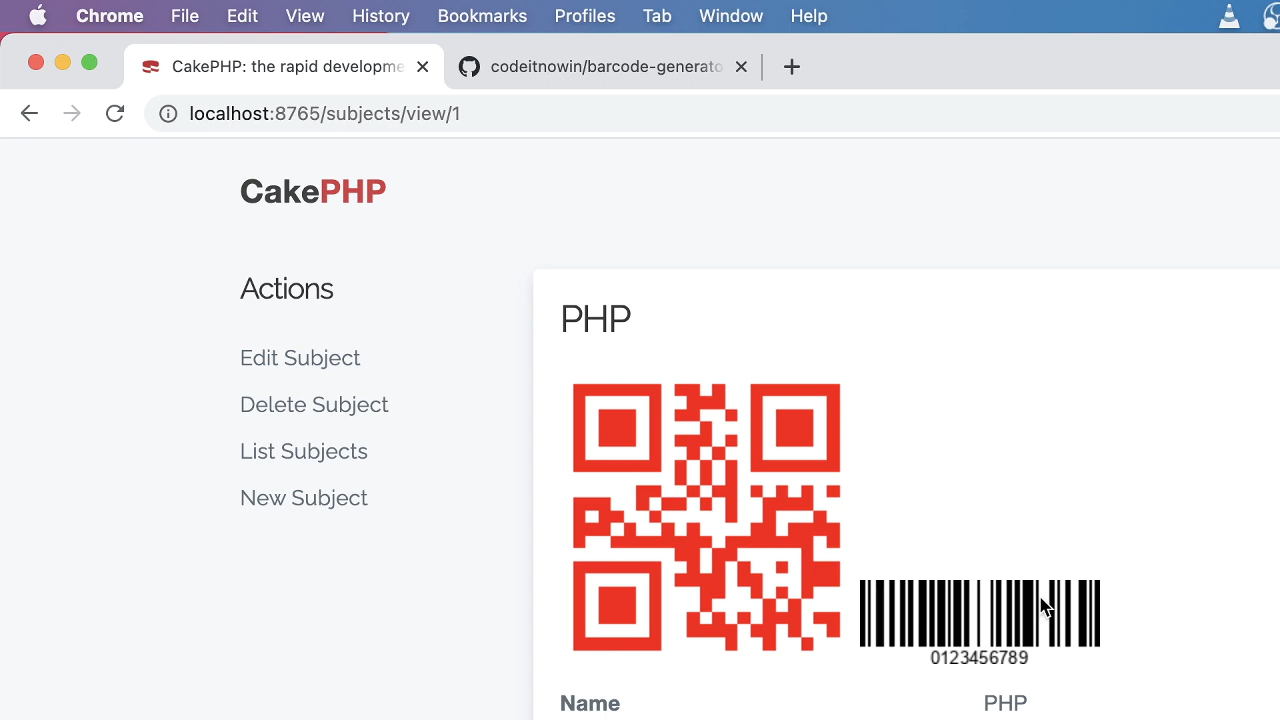 Chrome File Edit View History Bookmarks Profiles Tab Window Help
CakePHP: the rapid developme codeitnowin/barcode-generato
localhost:8765/subjects/view/1
CakePHP
Actions
Edit Subject
Delete Subject
List Subjects
New Subject
PHP
0123456789
Name PHP